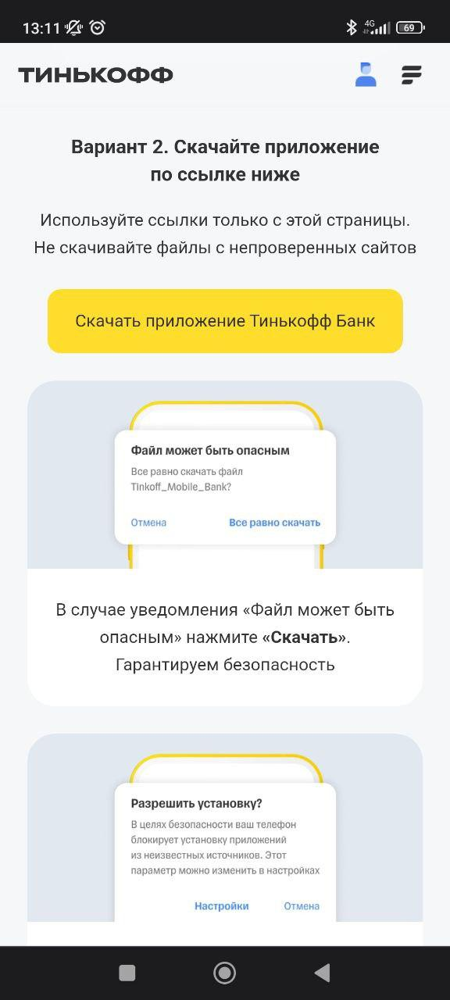 13:11
4G
69
ТИНЬКОФФ
Вариант 2. Скачайте приложение
по ссылке ниже
Используйте ссылки только с этой страницы.
Не скачивайте файлы с непроверенных сайтов
Скачать приложение Тинькофф Банк
Файл может быть опасным
Все равно скачать файл
Tinkoff_Mobile_Bank?
Отмена
Все равно скачать
В случае уведомления «Файл может быть
опасным» нажмите «Скачать».
Гарантируем безопасность
Разрешить установку?
В целях безопасности ваш телефон
блокирует установку приложений
из неизвестных источников. Этот
параметр можно изменить в настройках
Настройки
Отмена